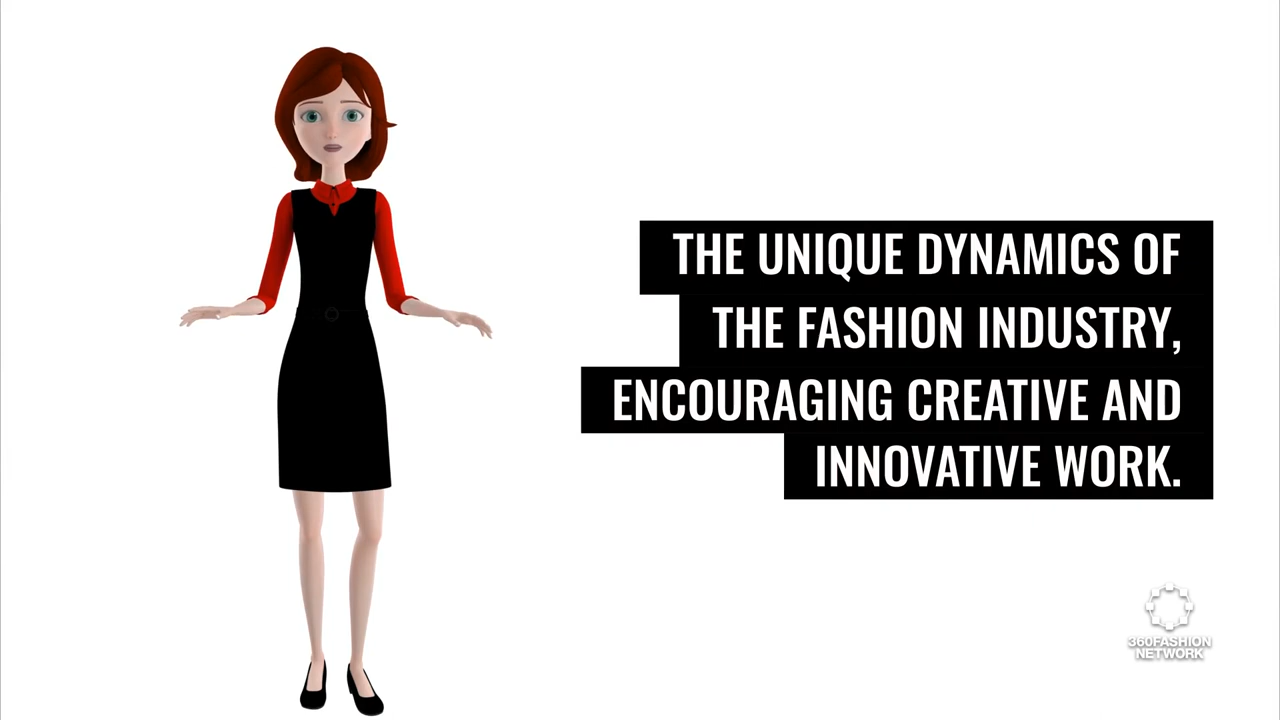 THE UNIQUE DYNAMICS OF
THE FASHION INDUSTRY,
ENCOURAGING CREATIVE AND
INNOVATIVE WORK.
360FASHION
NETWORK